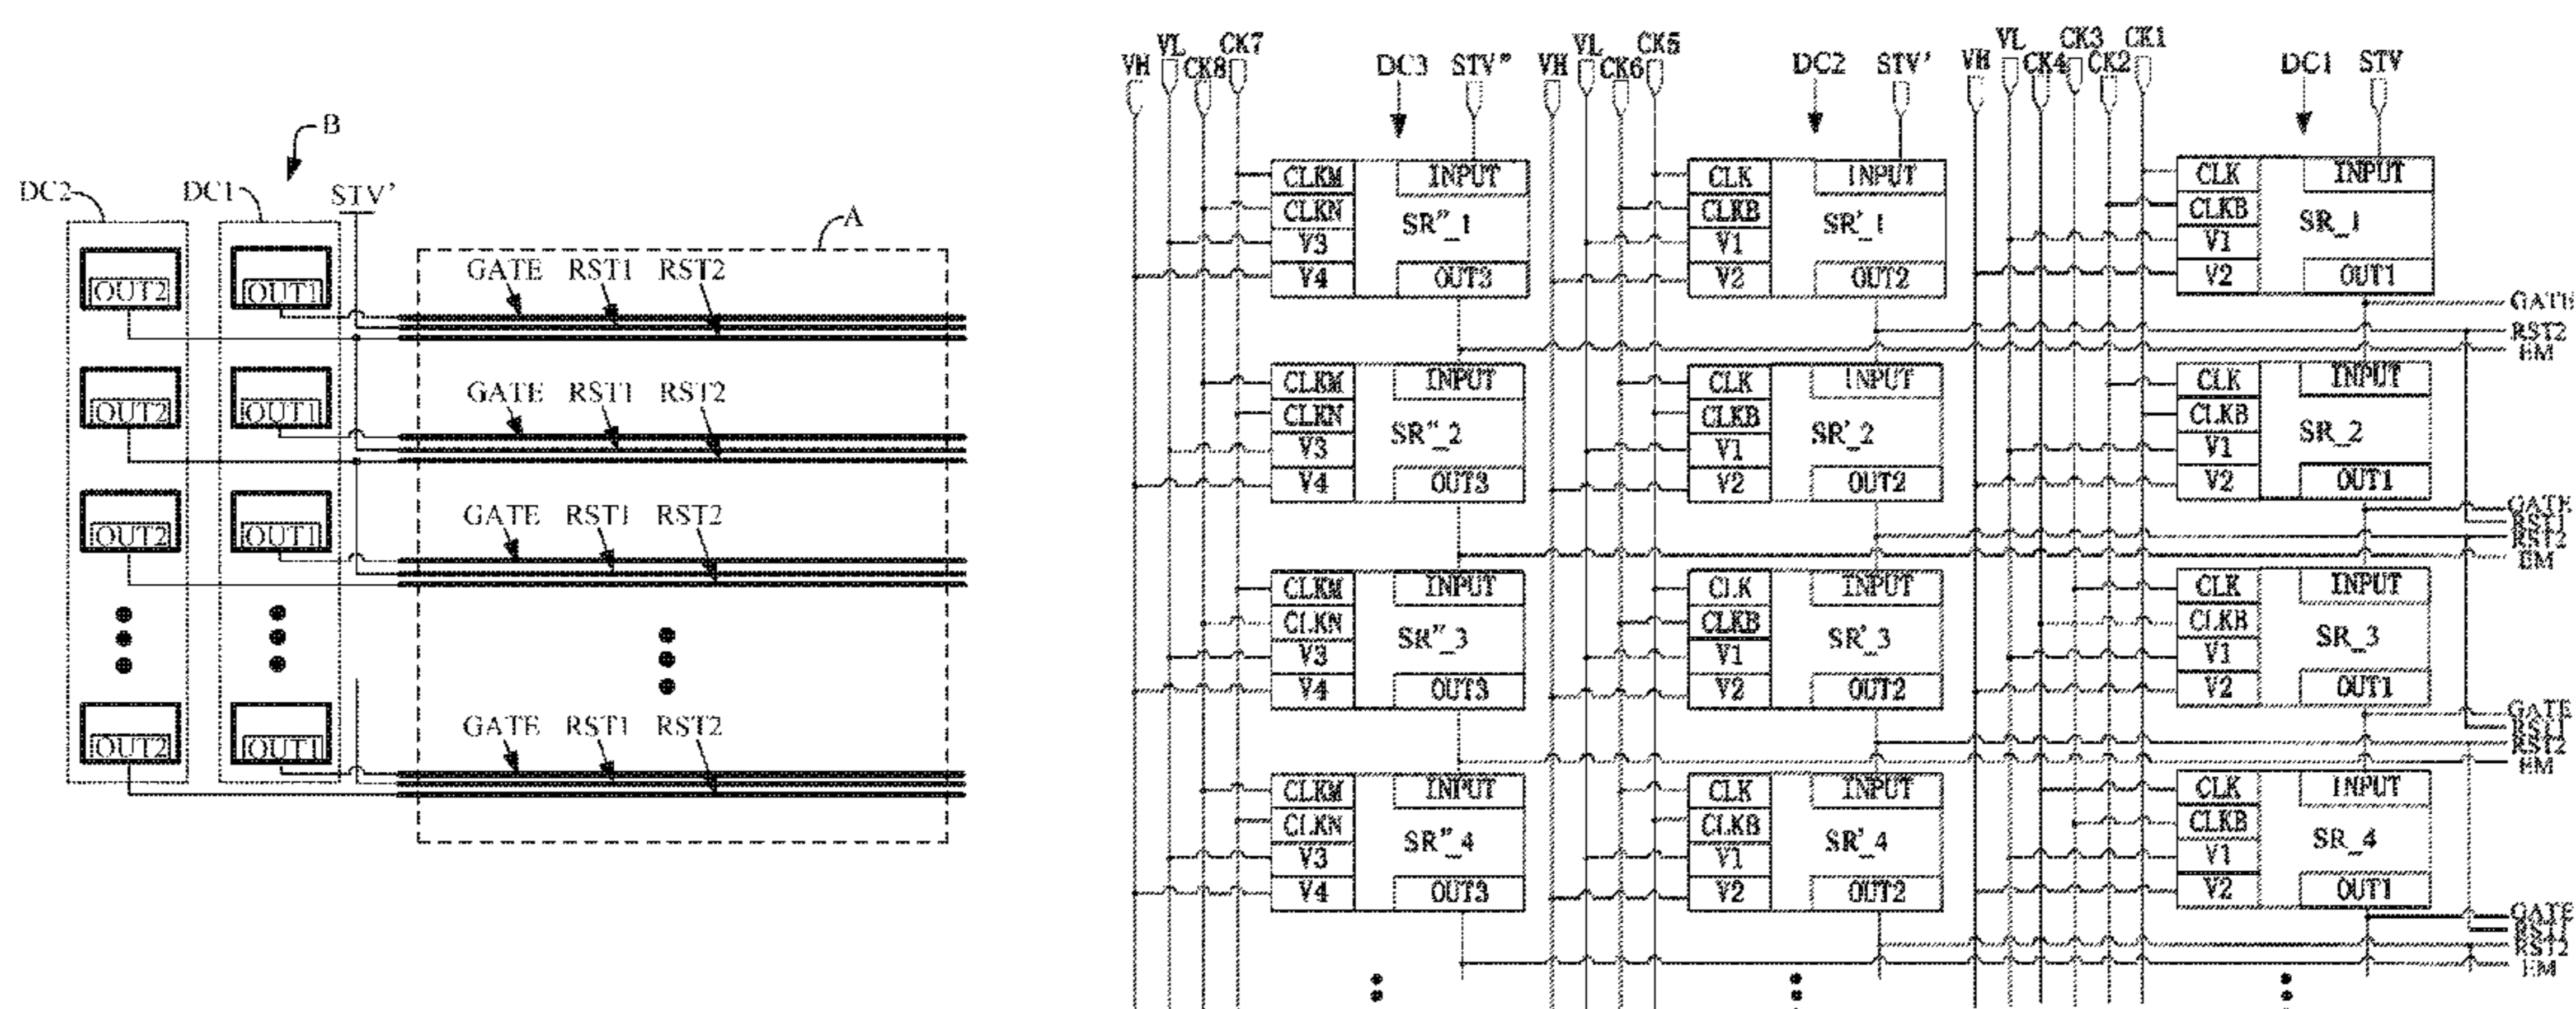 B
DC2 DC1 STV'
A
OUT2 OUT1 GATE RST1 RST2
OUT2 OUT1 GATE RST1 RST2
OUT2 OUT1 GATE RST1 RST2
OUT2 OUT1 GATE RST1 RST2
VH VL CK8 CK7 DC3 STV" VH VL CK6 CK5 DC2 STV' VH VL CK4 CK3 CK2 CK1 DC1 STV
CLKM INPUT CLK INPUT CLK INPUT
CLKN SR"_1 CLKB SR'_1 CLKB SR_1
V3 V1 V1
V4 OUT3 V2 OUT2 V2 OUT1
GATE
RST2
EM
CLKM INPUT CLK INPUT CLK INPUT
CLKN SR"_2 CLKB SR'_2 CLKB SR_2
V3 V1 V1
V4 OUT3 V2 OUT2 V2 OUT1
GATE
RST1
RST2
EM
CLKM INPUT CLK INPUT CLK INPUT
CLKN SR"_3 CLKB SR'_3 CLKB SR_3
V3 V1 V1
V4 OUT3 V2 OUT2 V2 OUT1
GATE
RST1
RST2
EM
CLKM INPUT CLK INPUT CLK INPUT
CLKN SR"_4 CLKB SR'_4 CLKB SR_4
V3 V1 V1
V4 OUT3 V2 OUT2 V2 OUT1
GATE
RST1
RST2
EM